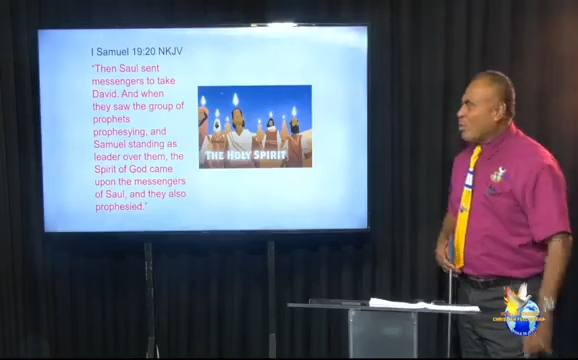 I Samuel 19:20 NKJV
“Then Saul sent
messengers to take
David. And when
they saw the group of
prophets
prophesying, and
Samuel standing as
leader over them, the
Spirit of God came
upon the messengers
of Saul, and they also
prophesied.”
THE HOLY SPIRIT